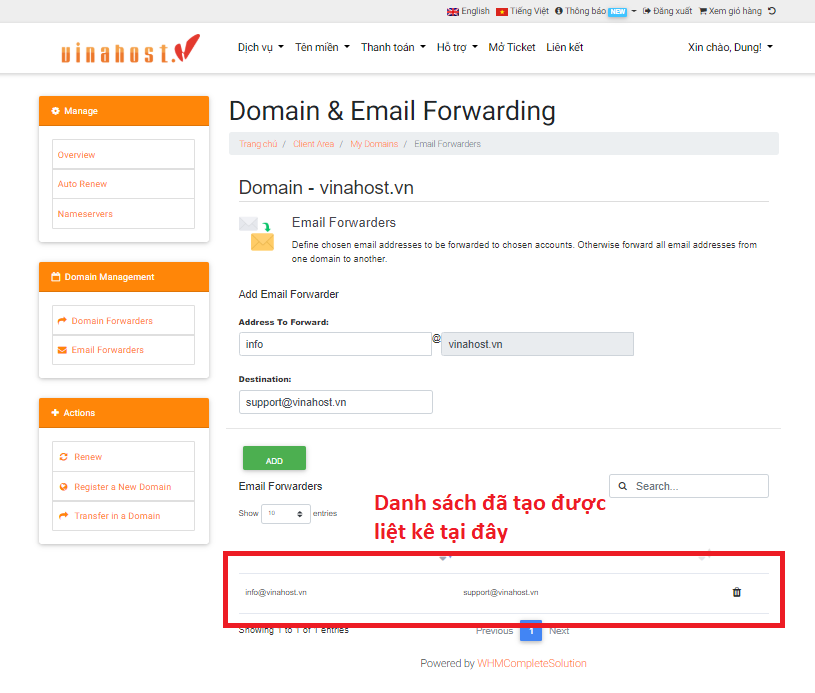 English Tiếng Việt Thông báo NEW Đăng xuất Xem giỏ hàng
vinahost. Dịch vụ Tên miền Thanh toán Hỗ trợ Mở Ticket Liên kết Xin chào, Dung!
Manage
Overview
Auto Renew
Nameservers
Domain Management
Domain Forwarders
Email Forwarders
Actions
Renew
Register a New Domain
Transfer in a Domain
Domain & Email Forwarding
Trang chủ / Client Area / My Domains / Email Forwarders
Domain - vinahost.vn
Email Forwarders
Define chosen email addresses to be forwarded to chosen accounts. Otherwise forward all email addresses from
one domain to another.
Add Email Forwarder
Address To Forward:
info @ vinahost.vn
Destination:
support@vinahost.vn
ADD
Email Forwarders
Search...
Show 10 entries
Danh sách đã tạo được
liệt kê tại đây
info@vinahost.vn support@vinahost.vn
Showing 1 to 1 of 1 entries Previous 1 Next
Powered by WHMCompleteSolution